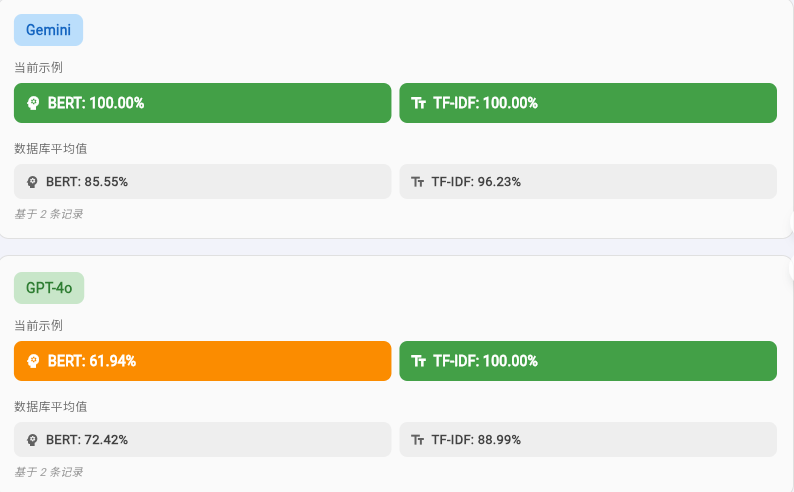 Gemini
当前示例
BERT: 100.00% TF-IDF: 100.00%
数据库平均值
BERT: 85.55% TF-IDF: 96.23%
基于 2 条记录
GPT-4o
当前示例
BERT: 61.94% TF-IDF: 100.00%
数据库平均值
BERT: 72.42% TF-IDF: 88.99%
基于 2 条记录